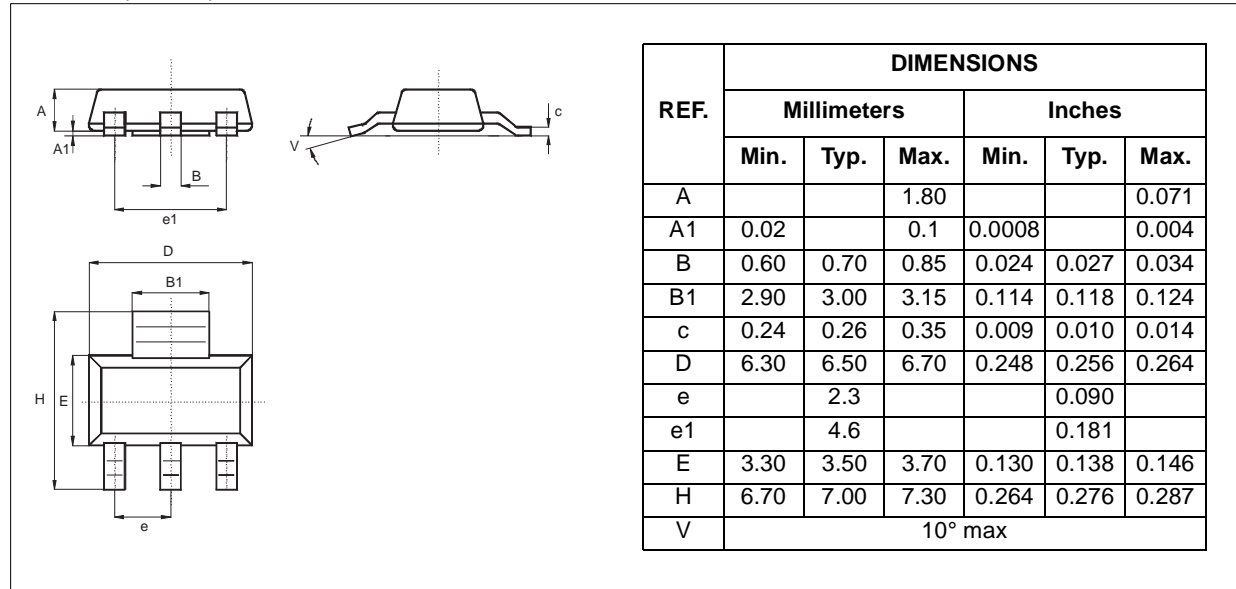 A
A1
B
e1
c
V
D
B1
H
E
e
REF. DIMENSIONS
Millimeters Inches
Min. Typ. Max. Min. Typ. Max.
A 1.80 0.071
A1 0.02 0.1 0.0008 0.004
B 0.60 0.70 0.85 0.024 0.027 0.034
B1 2.90 3.00 3.15 0.114 0.118 0.124
c 0.24 0.26 0.35 0.009 0.010 0.014
D 6.30 6.50 6.70 0.248 0.256 0.264
e 2.3 0.090
e1 4.6 0.181
E 3.30 3.50 3.70 0.130 0.138 0.146
H 6.70 7.00 7.30 0.264 0.276 0.287
V 10° max